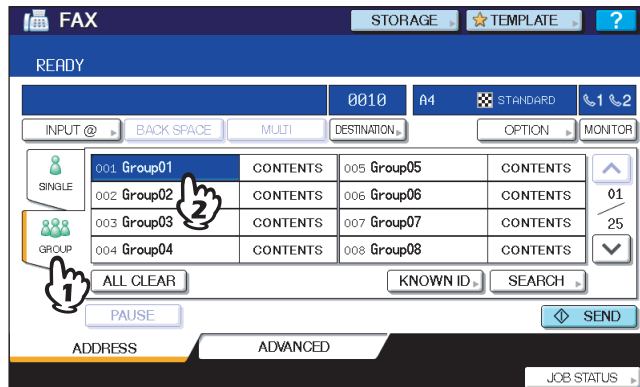 FAX
STORAGE TEMPLATE ?
READY
0010 A4 STANDARD 1 2
INPUT @ BACK SPACE MULTI DESTINATION OPTION MONITOR
SINGLE
001 Group01 CONTENTS 005 Group05 CONTENTS
002 Group02 CONTENTS 006 Group06 CONTENTS
003 Group03 CONTENTS 007 Group07 CONTENTS
004 Group04 CONTENTS 008 Group08 CONTENTS
01
25
2
GROUP
1
ALL CLEAR KNOWN ID SEARCH
PAUSE SEND
ADDRESS ADVANCED
JOB STATUS